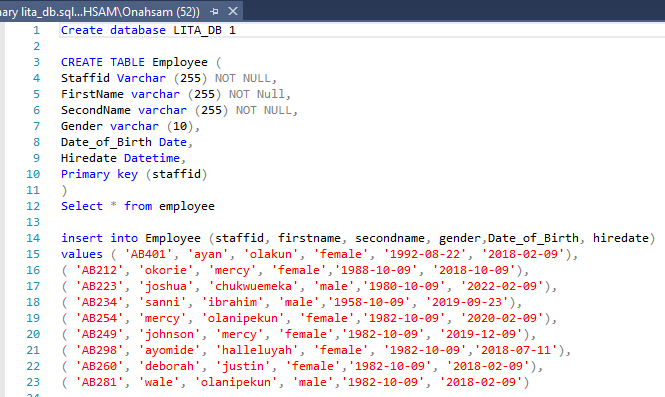 ary lita_db.sql...HSAM\Onahsam (52))
1 Create database LITA_DB 1
2
3 CREATE TABLE Employee (
4 Staffid Varchar (255) NOT NULL,
5 FirstName varchar (255) NOT Null,
6 SecondName varchar (255) NOT NULL,
7 Gender varchar (10),
8 Date_of_Birth Date,
9 Hiredate Datetime,
10 Primary key (staffid)
11 )
12 Select * from employee
13
14 insert into Employee (staffid, firstname, secondname, gender,Date_of_Birth, hiredate)
15 values ( 'AB401', 'ayan', 'olakun', 'female', '1992-08-22', '2018-02-09'),
16 ( 'AB212', 'okorie', 'mercy', 'female','1988-10-09', '2018-10-09'),
17 ( 'AB223', 'joshua', 'chukwuemeka', 'male','1980-10-09', '2022-02-09'),
18 ( 'AB234', 'sanni', 'ibrahim', 'male','1958-10-09', '2019-09-23'),
19 ( 'AB254', 'mercy', 'olanipekun', 'female','1982-10-09', '2020-02-09'),
20 ( 'AB249', 'johnson', 'mercy', 'female','1982-10-09', '2019-12-09'),
21 ( 'AB298', 'ayomide', 'halleluyah', 'female', '1982-10-09','2018-07-11'),
22 ( 'AB260', 'deborah', 'justin', 'female','1982-10-09', '2018-02-09'),
23 ( 'AB281', 'wale', 'olanipekun', 'male','1982-10-09', '2018-02-09')